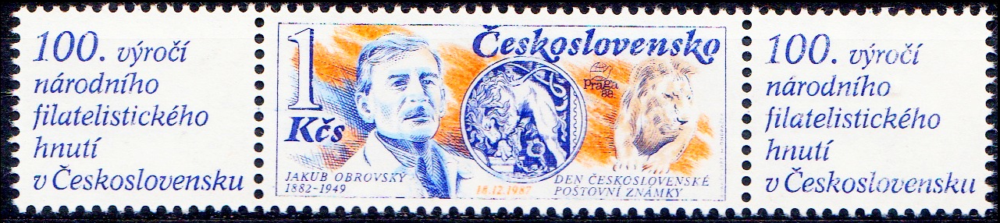 100. výročí
národního
filatelistického
hnutí
v Československu
1
Kčs
Československo
praga
88
JAKUB OBROVSKÝ
1882-1949
18.12.1987
DEN ČESKOSLOVENSKÉ
POŠTOVNÍ ZNÁMKY
100. výročí
národního
filatelistického
hnutí
v Československu